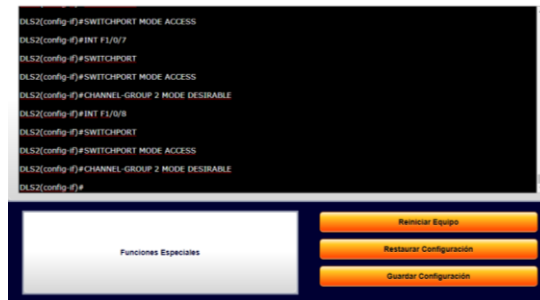 DLS2(config-if)#SWITCHPORT MODE ACCESS
DLS2(config-if)#INT F1/0/7
DLS2(config-if)#SWITCHPORT
DLS2(config-if)#SWITCHPORT MODE ACCESS
DLS2(config-if)#CHANNEL-GROUP 2 MODE DESIRABLE
DLS2(config-if)#INT F1/0/8
DLS2(config-if)#SWITCHPORT
DLS2(config-if)#SWITCHPORT MODE ACCESS
DLS2(config-if)#CHANNEL-GROUP 2 MODE DESIRABLE
DLS2(config-if)#
Funciones Especiales
Reiniciar Equipo
Restaurar Configuración
Guardar Configuración